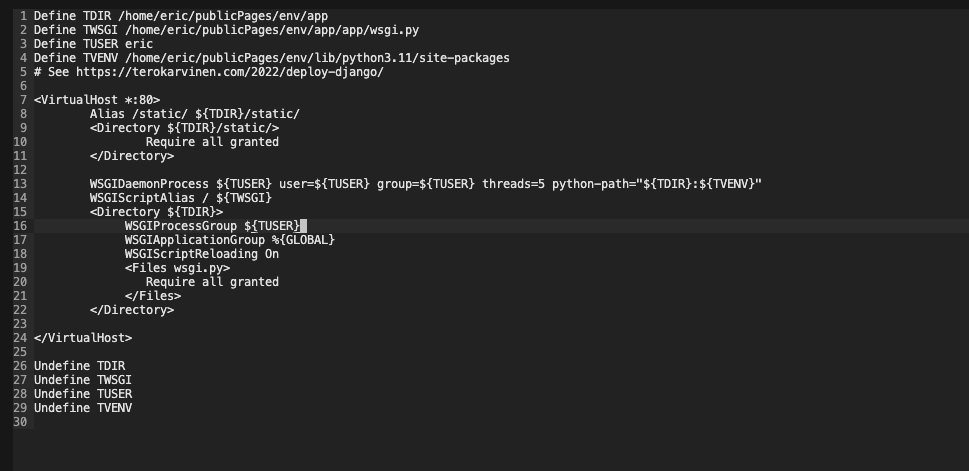 1 Define TDIR /home/eric/publicPages/env/app
2 Define TWSGI /home/eric/publicPages/env/app/app/wsgi.py
3 Define TUSER eric
4 Define TVENV /home/eric/publicPages/env/lib/python3.11/site-packages
5 # See https://terokarvinen.com/2022/deploy-django/
6
7 <VirtualHost *:80>
8         Alias /static/ ${TDIR}/static/
9         <Directory ${TDIR}/static/>
10                 Require all granted
11         </Directory>
12
13         WSGIDaemonProcess ${TUSER} user=${TUSER} group=${TUSER} threads=5 python-path="${TDIR}:${TVENV}"
14         WSGIScriptAlias / ${TWSGI}
15         <Directory ${TDIR}>
16              WSGIProcessGroup ${TUSER}
17              WSGIApplicationGroup %{GLOBAL}
18              WSGIScriptReloading On
19              <Files wsgi.py>
20                 Require all granted
21              </Files>
22         </Directory>
23
24 </VirtualHost>
25
26 Undefine TDIR
27 Undefine TWSGI
28 Undefine TUSER
29 Undefine TVENV
30